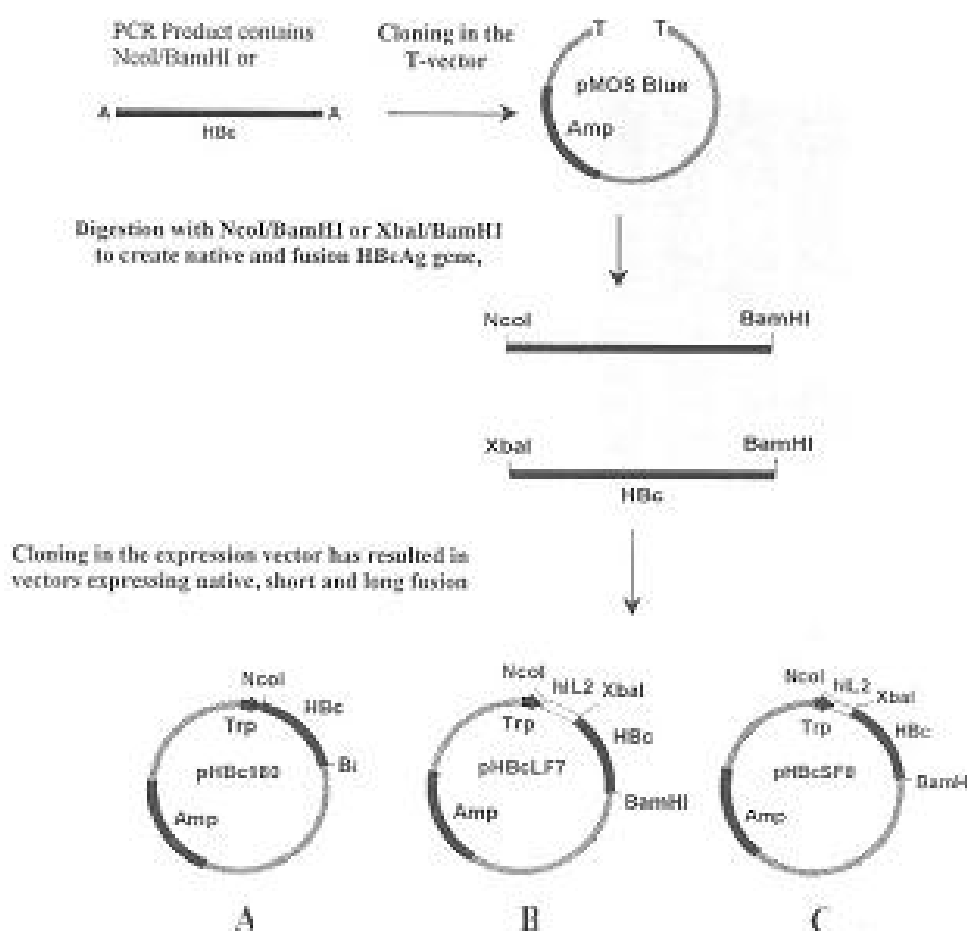 PCR Product contains
NcoI/BamHI or
A
HBc
A
Cloning in the
T-vector
T T
pMOS Blue
Amp
Digestion with NcoI/BamHI or XbaI/BamHI
to create native and fusion HBcAg gene,
NcoI BamHI
XbaI BamHI
HBc
Cloning in the expression vector has resulted in
vectors expressing native, short and long fusion
NcoI
HBc
Trp
Amp
A
NcoI
hIL2
XbaI
Trp
HBc
pHBcLF7
BamHI
Amp
B
NcoI
hIL2
XbaI
Trp
HBc
BamH
Amp
C